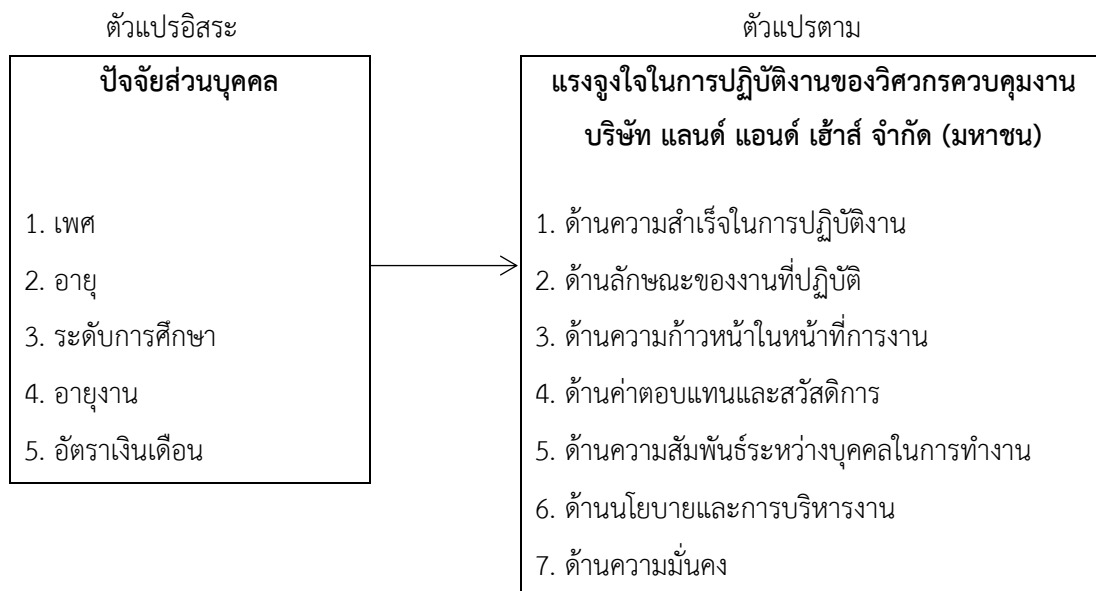 ตัวแปรอิสระ
ปัจจัยส่วนบุคคล
1. เพศ
2. อายุ
3. ระดับการศึกษา
4. อายุงาน
5. อัตราเงินเดือน
ตัวแปรตาม
แรงจูงใจในการปฏิบัติงานของวิศวกรควบคุมงาน
บริษัท แลนด์ แอนด์ เฮ้าส์ จำกัด (มหาชน)
1. ด้านความสำเร็จในการปฏิบัติงาน
2. ด้านลักษณะของงานที่ปฏิบัติ
3. ด้านความก้าวหน้าในหน้าที่การงาน
4. ด้านค่าตอบแทนและสวัสดิการ
5. ด้านความสัมพันธ์ระหว่างบุคคลในการทำงาน
6. ด้านนโยบายและการบริหารงาน
7. ด้านความมั่นคง